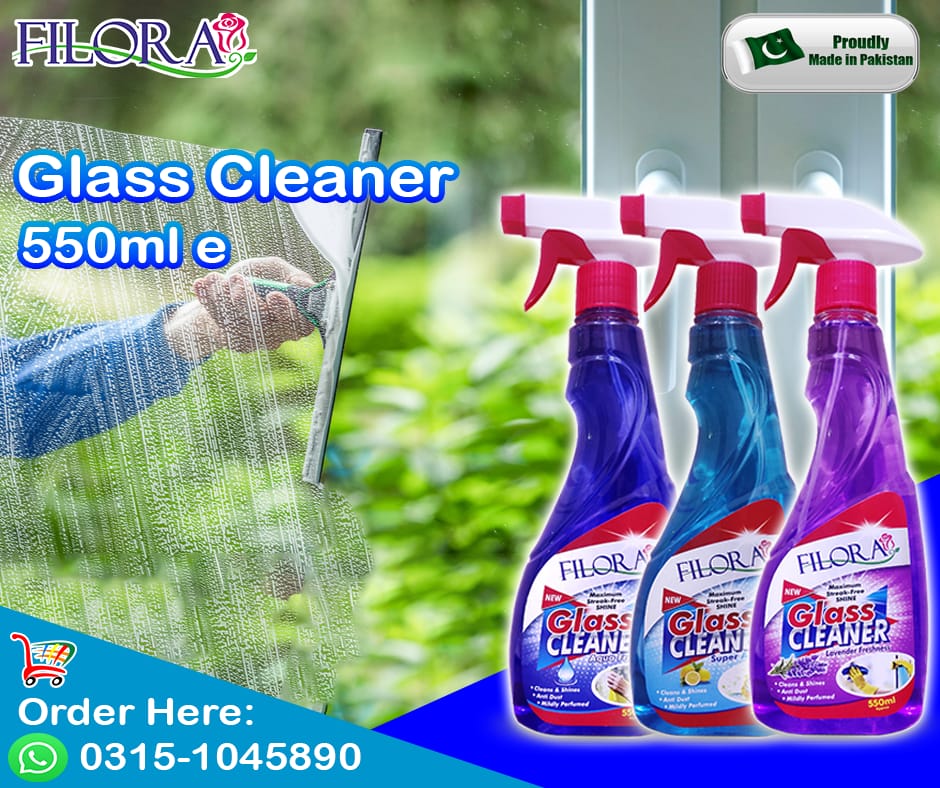 FILORA
Proudly
Made in Pakistan
Glass Cleaner
550ml e
FILORA
NEW
Maximum
Streak-Free
SHINE
Glass
CLEANER
Aqua
• Cleans & Shines
• Anti Dust
• Mildly Perfumed
FILORA
NEW
Maximum
Streak-Free
SHINE
Glass
CLEAN
Super
• Cleans & Shines
• Anti Dust
• Mildly Perfumed
FILORA
NEW
Maximum
Streak-Free
SHINE
Glass
CLEANER
Lavender Freshness
• Cleans & Shines
• Anti Dust
• Mildly Perfumed
550ml
Order Here:
0315-1045890